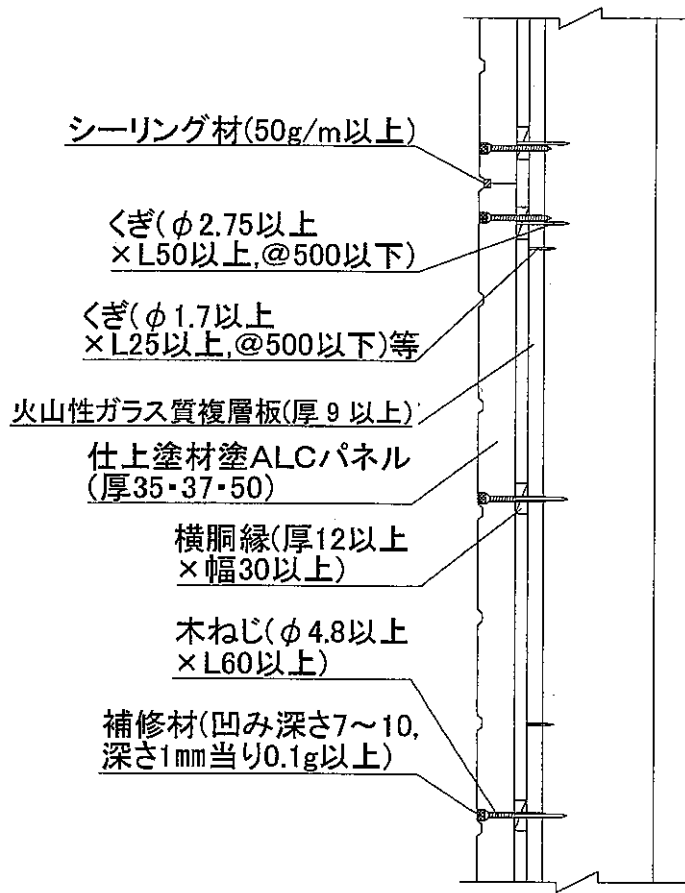 シーリング材(50g/m以上)
くぎ(φ2.75以上
×L50以上,@500以下)
くぎ(φ1.7以上
×L25以上,@500以下)等
火山性ガラス質複層板(厚9以上)
仕上塗材塗ALCパネル
(厚35・37・50)
横胴縁(厚12以上
×幅30以上)
木ねじ(φ4.8以上
×L60以上)
補修材(凹み深さ7～10,
深さ1mm当り0.1g以上)